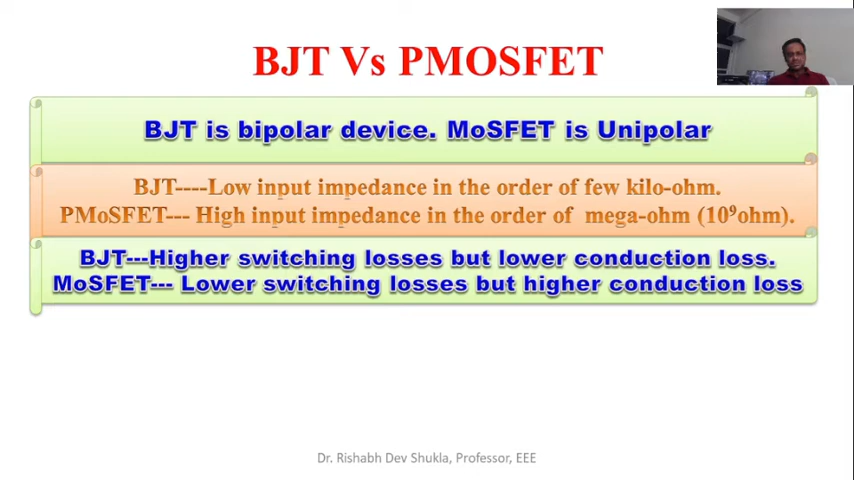 BJT Vs PMOSFET
BJT is bipolar device. MoSFET is Unipolar
BJT----Low input impedance in the order of few kilo-ohm.
PMoSFET--- High input impedance in the order of mega-ohm (10⁹ohm).
BJT---Higher switching losses but lower conduction loss.
MoSFET--- Lower switching losses but higher conduction loss
Dr. Rishabh Dev Shukla, Professor, EEE